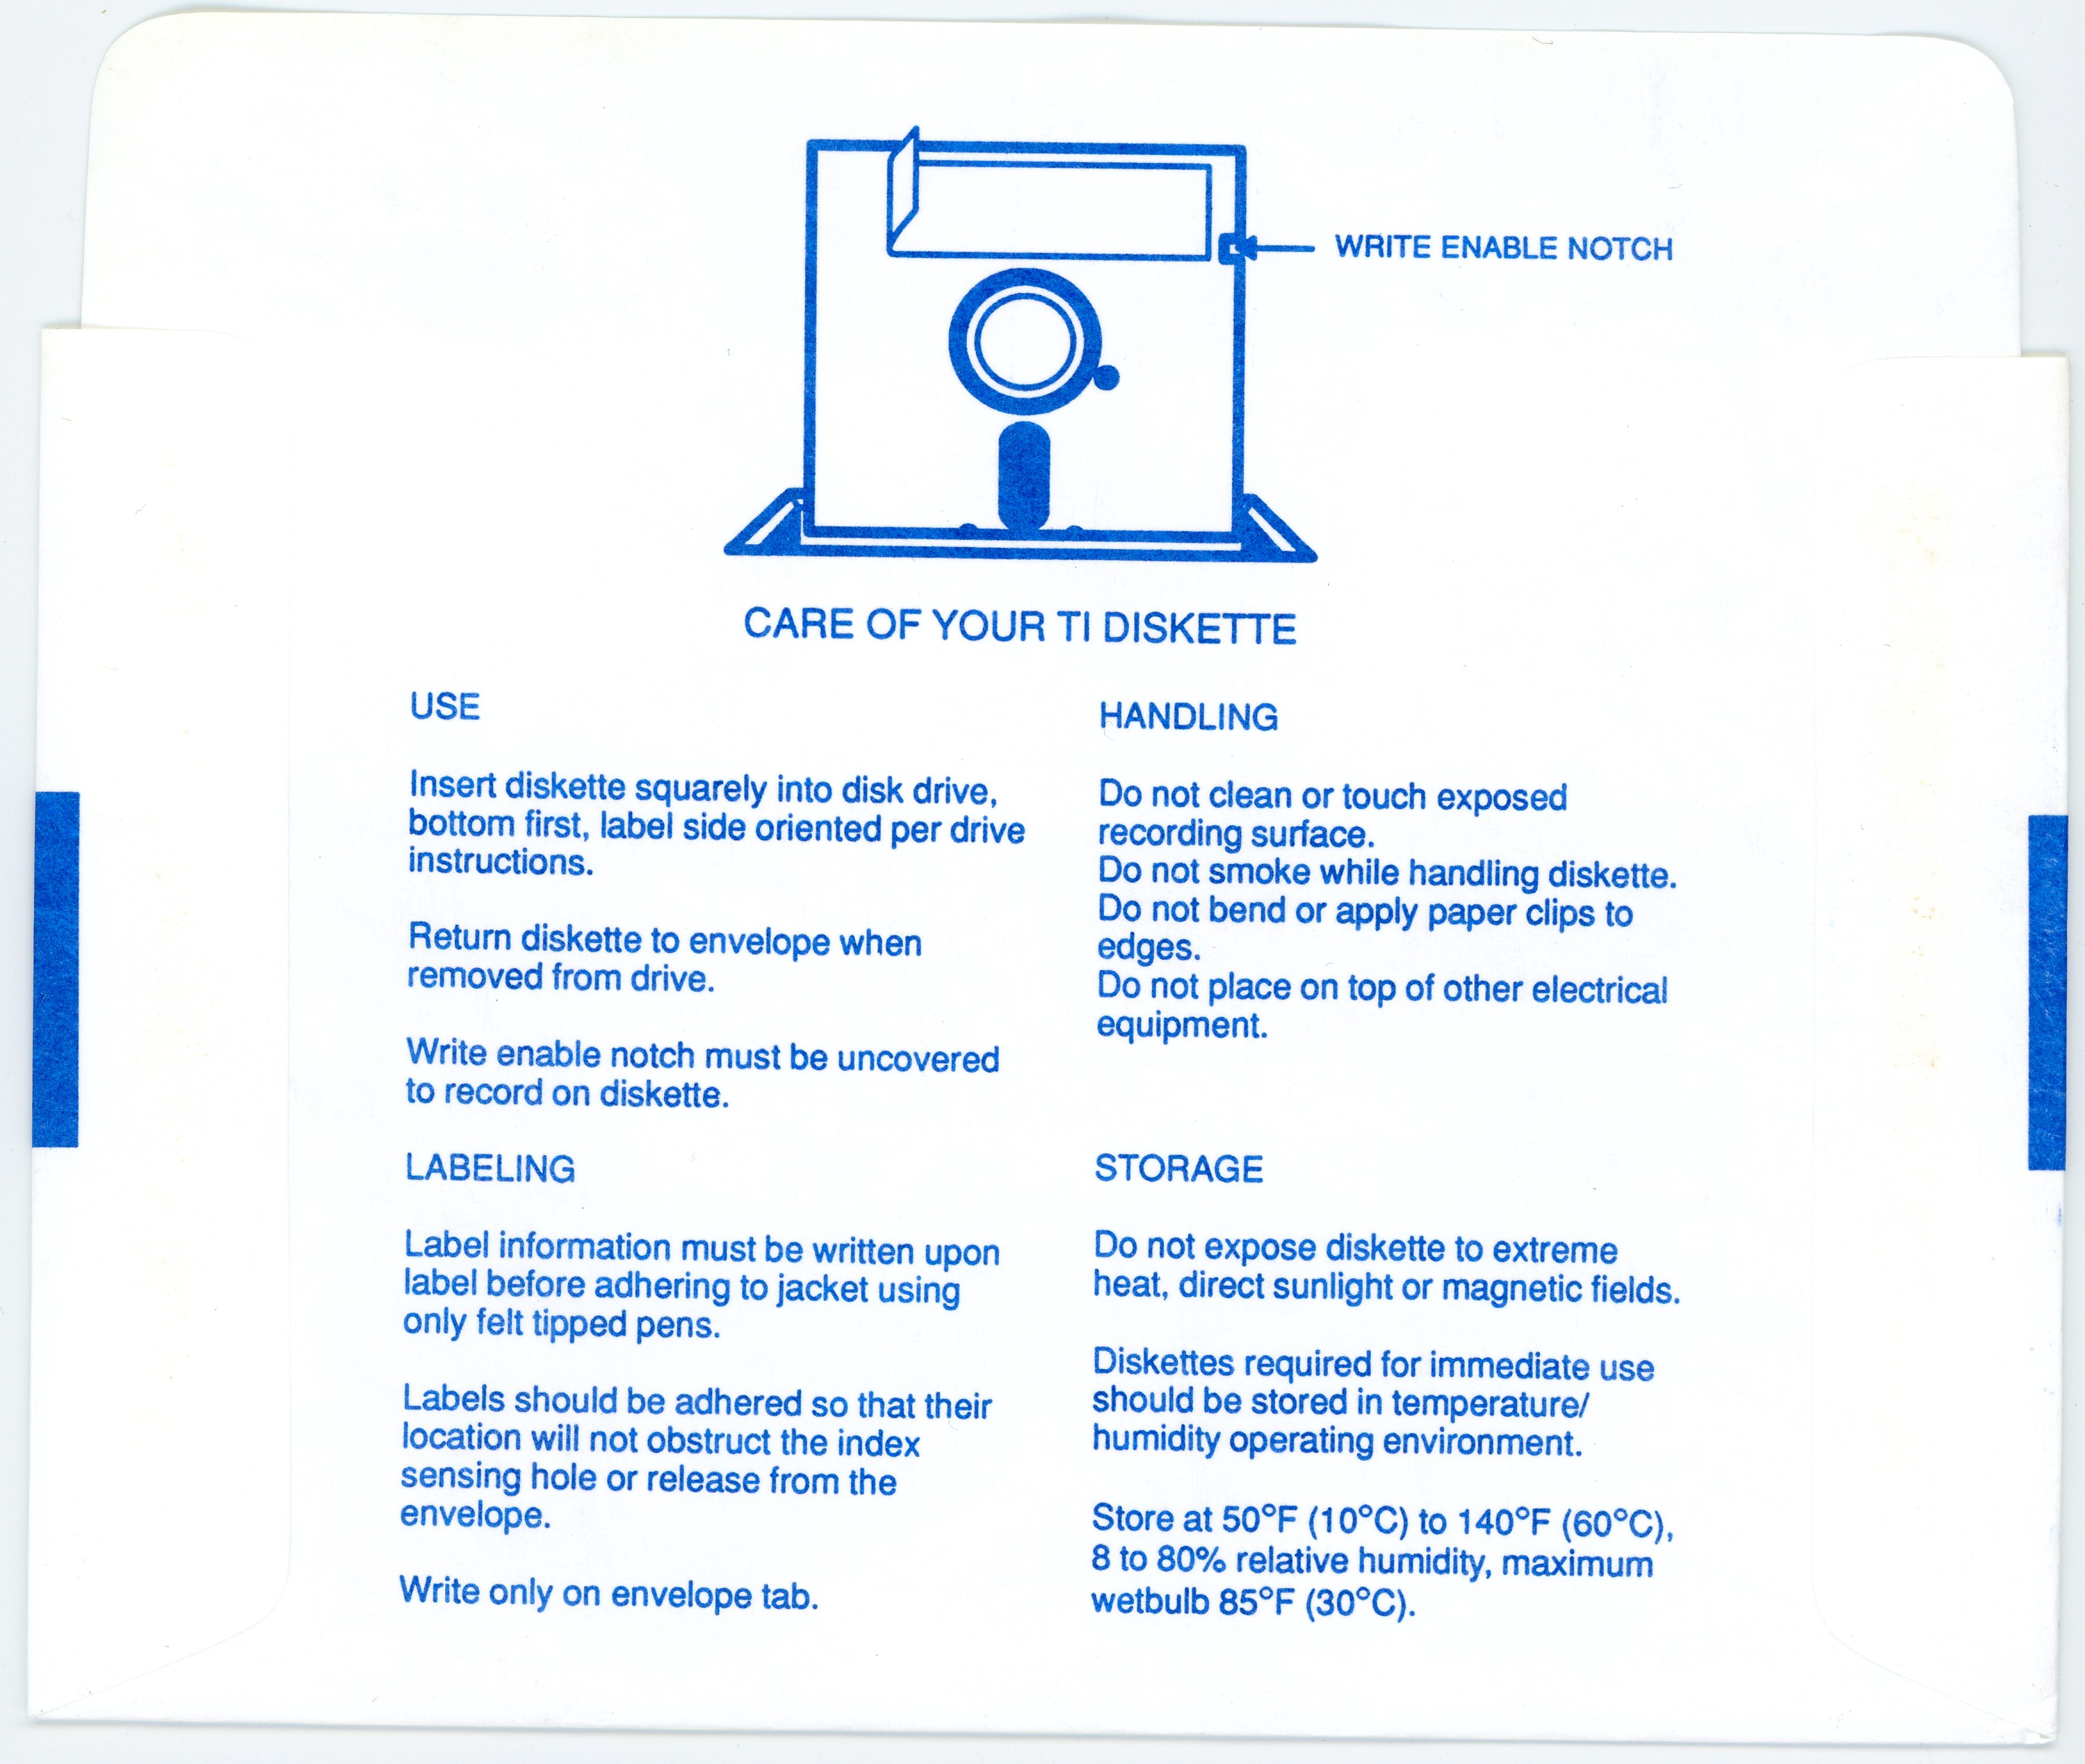 WRITE ENABLE NOTCH
CARE OF YOUR TI DISKETTE
USE
Insert diskette squarely into disk drive,
bottom first, label side oriented per drive
instructions.
Return diskette to envelope when
removed from drive.
Write enable notch must be uncovered
to record on diskette.
HANDLING
Do not clean or touch exposed
recording surface.
Do not smoke while handling diskette.
Do not bend or apply paper clips to
edges.
Do not place on top of other electrical
equipment.
LABELING
Label information must be written upon
label before adhering to jacket using
only felt tipped pens.
Labels should be adhered so that their
location will not obstruct the index
sensing hole or release from the
envelope.
Write only on envelope tab.
STORAGE
Do not expose diskette to extreme
heat, direct sunlight or magnetic fields.
Diskettes required for immediate use
should be stored in temperature/
humidity operating environment.
Store at 50°F (10°C) to 140°F (60°C),
8 to 80% relative humidity, maximum
wetbulb 85°F (30°C).